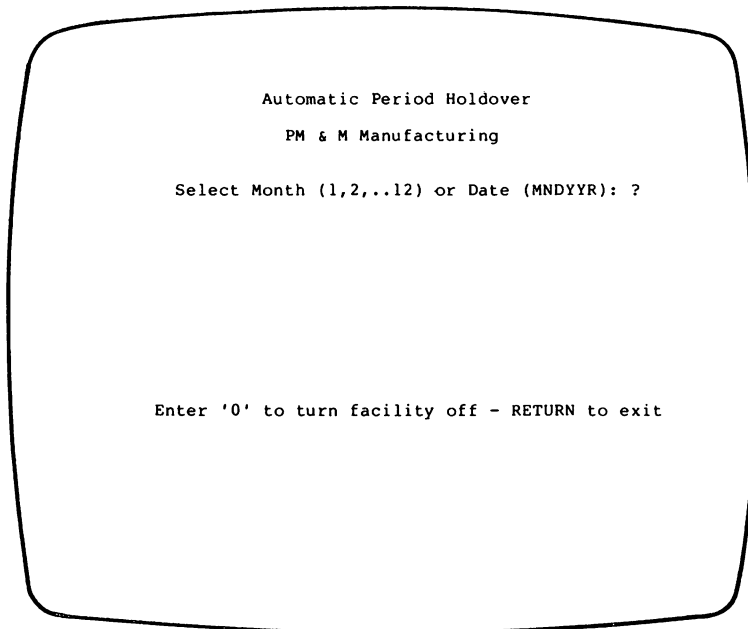 Automatic Period Holdover
PM & M Manufacturing
Select Month (1,2,..12) or Date (MNDYYR): ?
Enter '0' to turn facility off - RETURN to exit